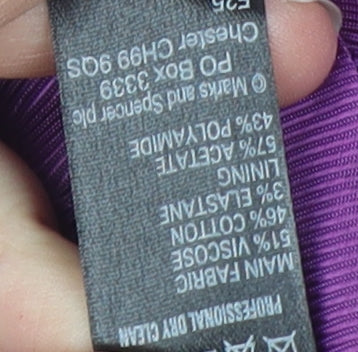 PROFESSIONAL DRY CLEAN
MAIN FABRIC
51% VISCOSE
46% COTTON
3% ELASTANE
LINING
57% ACETATE
43% POLYAMIDE
© Marks and Spencer plc
PO Box 3339
Chester CH99 9QS